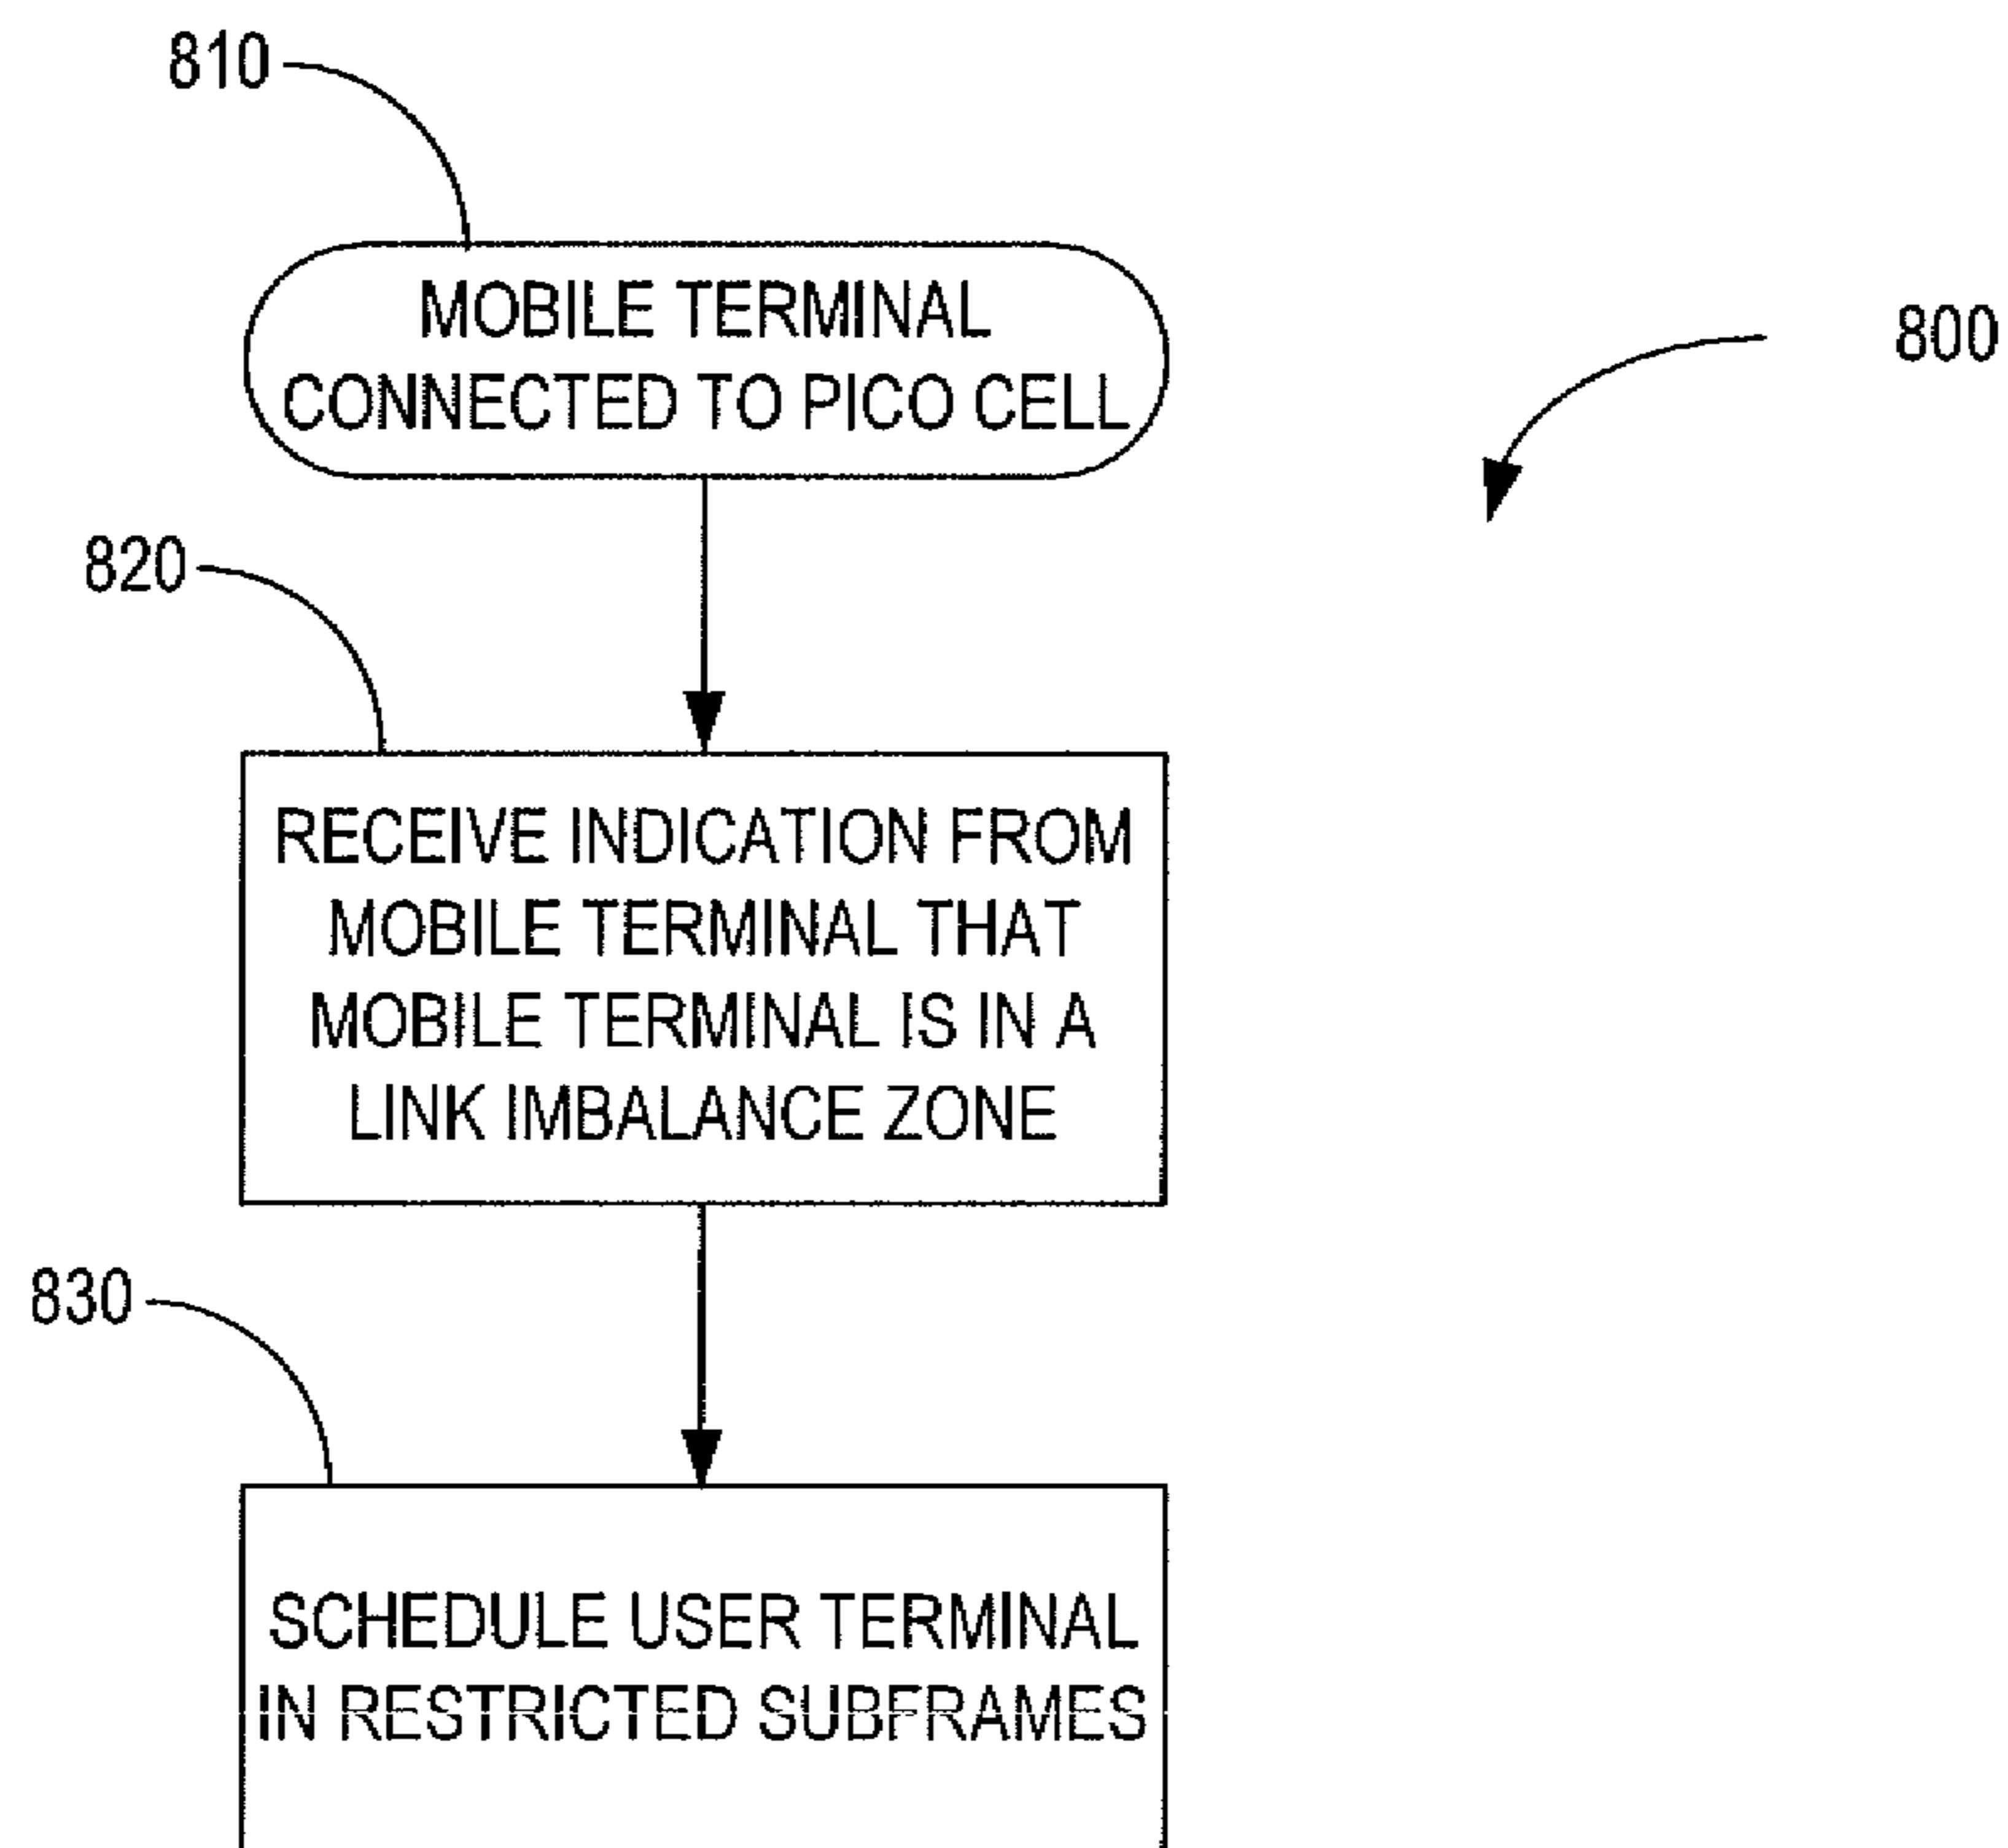 810
MOBILE TERMINAL
CONNECTED TO PICO CELL
800
820
RECEIVE INDICATION FROM
MOBILE TERMINAL THAT
MOBILE TERMINAL IS IN A
LINK IMBALANCE ZONE
830
SCHEDULE USER TERMINAL
IN RESTRICTED SUBFRAMES